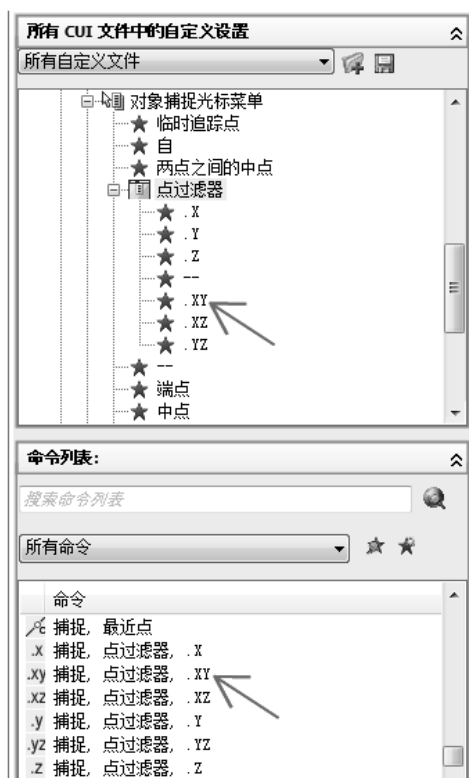 所有 CUI 文件中的自定义设置
所有自定义文件
对象捕捉光标菜单
临时追踪点
自
两点之间的中点
点过滤器
.X
.Y
.Z
--
.XY
.XZ
.YZ
--
端点
中点
命令列表:
搜索命令列表
所有命令
命令
捕捉, 最近点
.X 捕捉, 点过滤器, .X
.XY 捕捉, 点过滤器, .XY
.XZ 捕捉, 点过滤器, .XZ
.y 捕捉, 点过滤器, .Y
.yz 捕捉, 点过滤器, .YZ
.Z 捕捉, 点过滤器, .Z